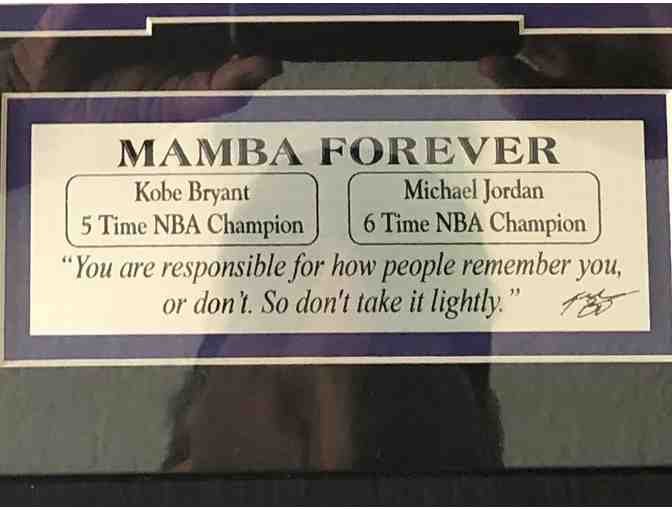 MAMBA FOREVER
Kobe Bryant
5 Time NBA Champion
Michael Jordan
6 Time NBA Champion
“You are responsible for how people remember you,
or don't. So don't take it lightly.”